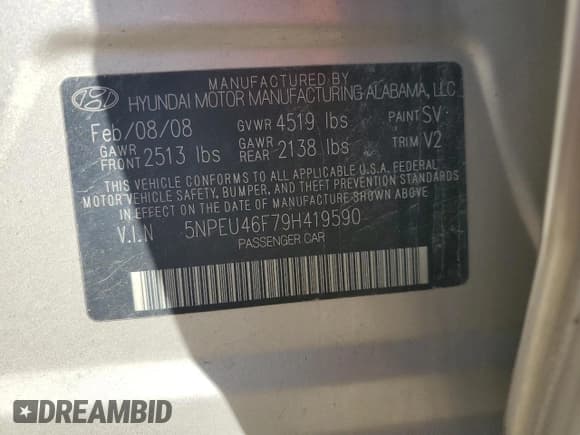 MANUFACTURED BY
HYUNDAI MOTOR MANUFACTURING ALABAMA, LLC
Feb/08/08 GVWR 4519 lbs PAINT SV
GAWR FRONT 2513 lbs GAWR REAR 2138 lbs TRIM V2
THIS VEHICLE CONFORMS TO ALL APPLICABLE U.S.A. FEDERAL
MOTOR VEHICLE SAFETY, BUMPER, AND THEFT PREVENTION STANDARDS
IN EFFECT ON THE DATE OF MANUFACTURE SHOWN ABOVE.
V.I.N 5NPEU46F79H419590
PASSENGER CAR
DREAMBID